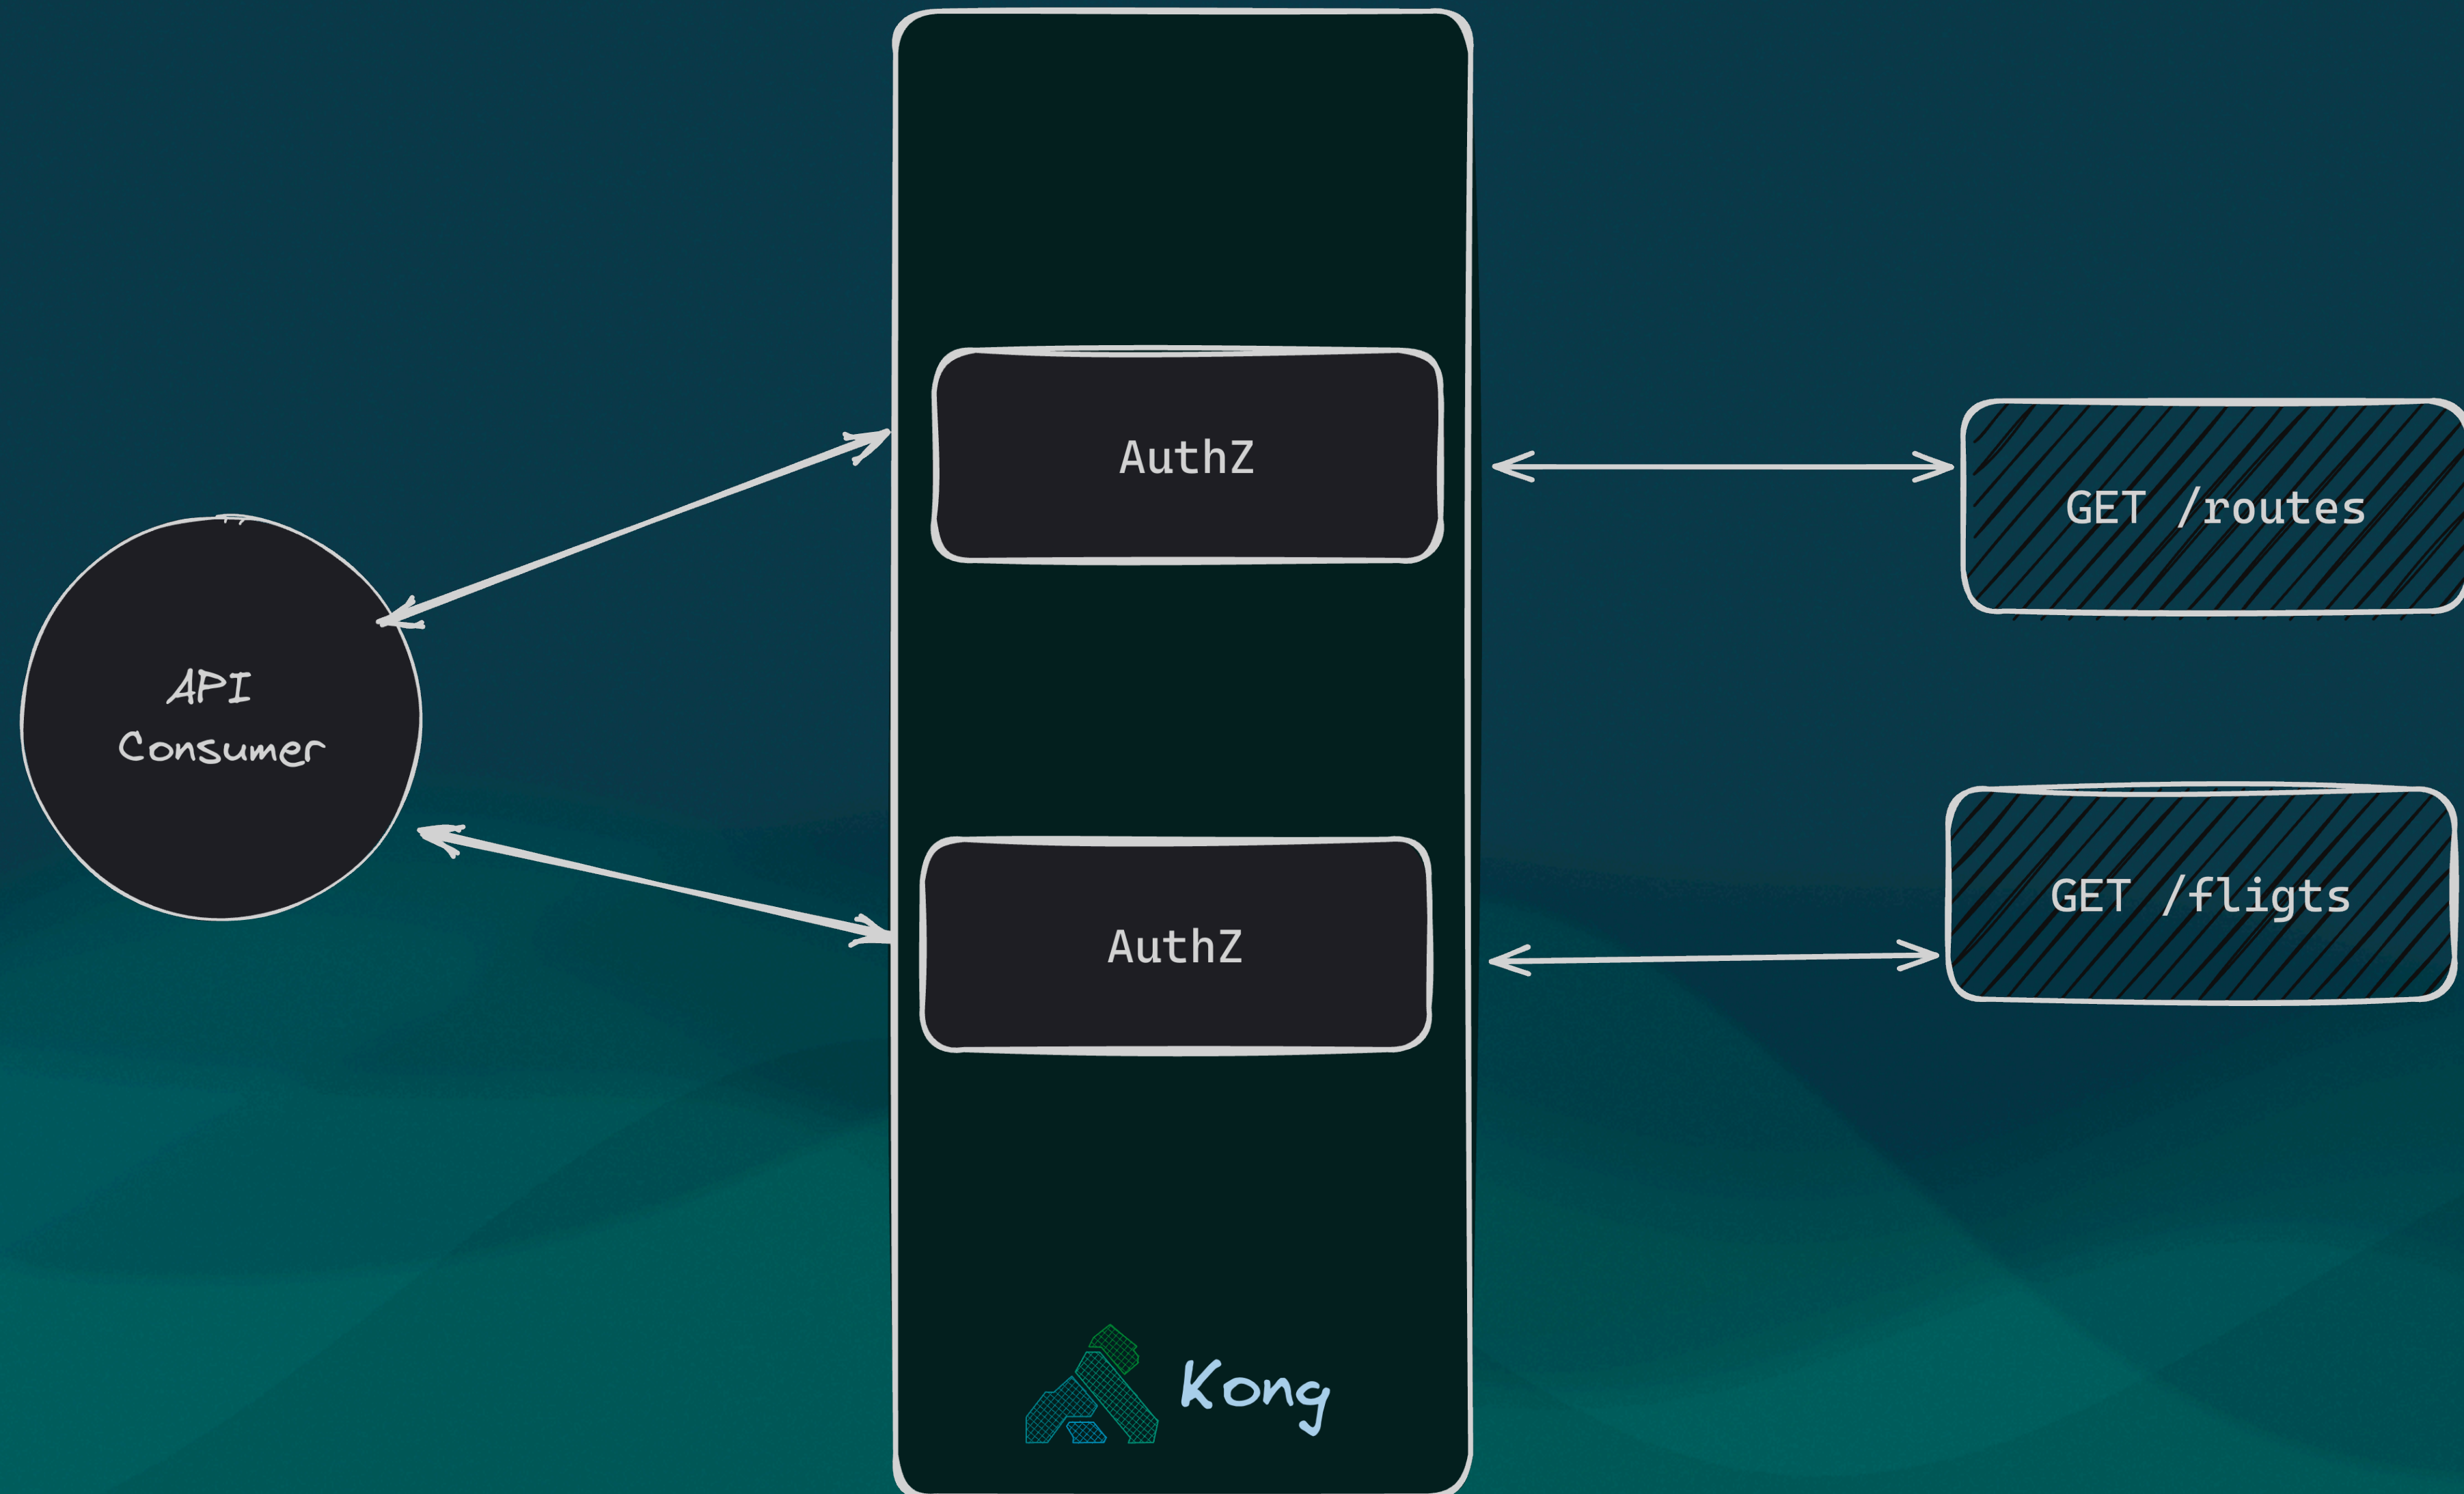 AuthZ
GET /routes
API
Consumer
GET /fligts
AuthZ
Kong